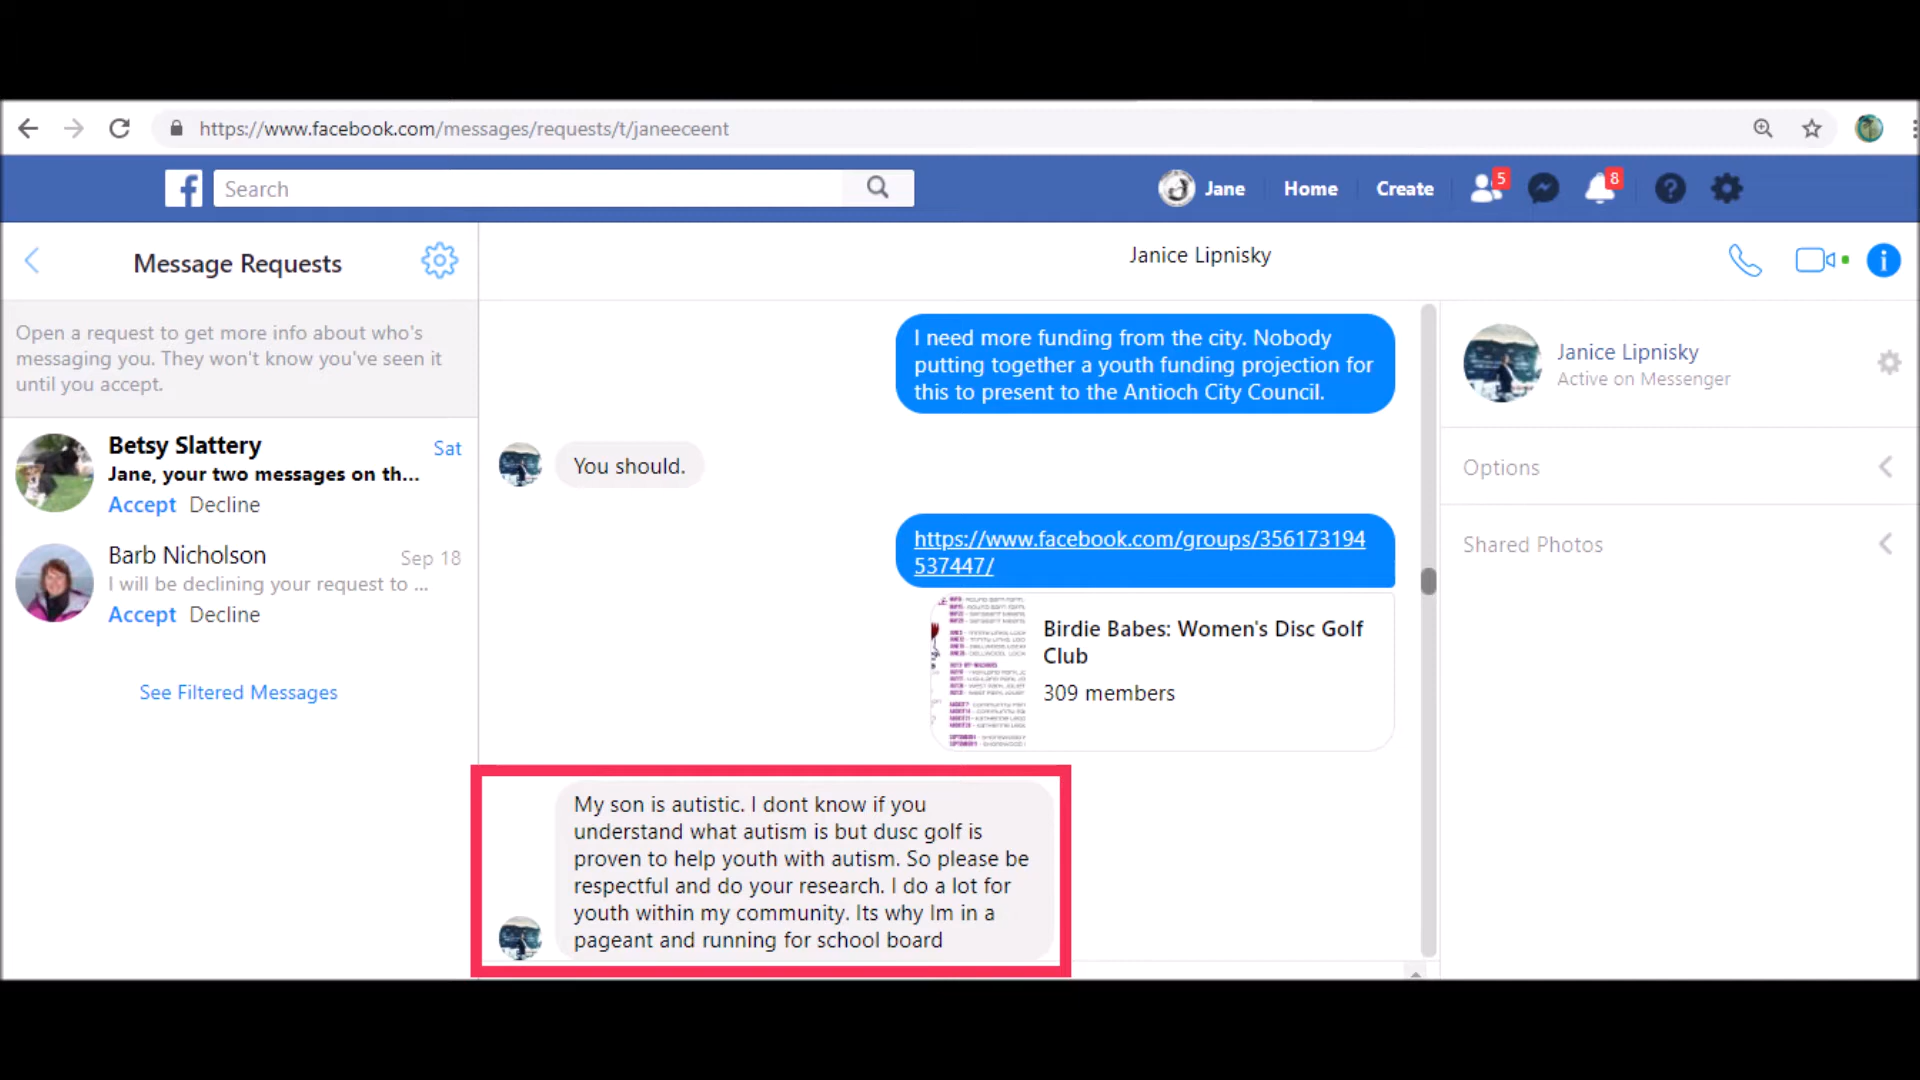 https://www.facebook.com/messages/requests/t/janeeceent
f
Search
Jane
Home
Create
5
8
Message Requests
Open a request to get more info about who's
messaging you. They won't know you've seen it
until you accept.
Betsy Slattery
Sat
Jane, your two messages on th...
Accept Decline
Barb Nicholson
Sep 18
I will be declining your request to ...
Accept Decline
See Filtered Messages
Janice Lipnisky
I need more funding from the city. Nobody
putting together a youth funding projection for
this to present to the Antioch City Council.
You should.
https://www.facebook.com/groups/356173194
537447/
Birdie Babes: Women's Disc Golf
Club
309 members
My son is autistic. I dont know if you
understand what autism is but dusc golf is
proven to help youth with autism. So please be
respectful and do your research. I do a lot for
youth within my community. Its why Im in a
pageant and running for school board
Janice Lipnisky
Active on Messenger
Options
Shared Photos